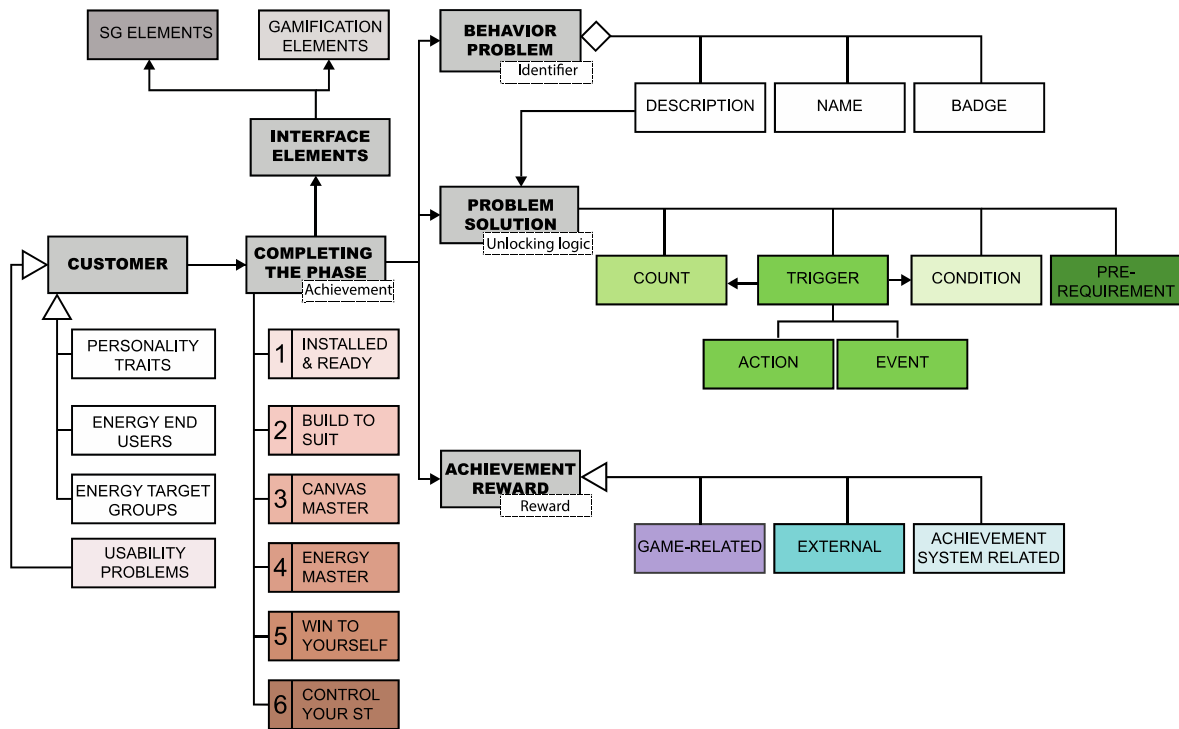 SG ELEMENTS
GAMIFICATION
ELEMENTS
INTERFACE
ELEMENTS
BEHAVIOR
PROBLEM
Identifier
DESCRIPTION
NAME
BADGE
PROBLEM
SOLUTION
Unlocking logic
CUSTOMER
COMPLETING
THE PHASE
Achievement
COUNT
TRIGGER
CONDITION
PRE-
REQUIREMENT
ACTION
EVENT
PERSONALITY
TRAITS
ENERGY END
USERS
ENERGY TARGET
GROUPS
USABILITY
PROBLEMS
1 INSTALLED
& READY
2 BUILD TO
SUIT
3 CANVAS
MASTER
4 ENERGY
MASTER
5 WIN TO
YOURSELF
6 CONTROL
YOUR ST
ACHIEVEMENT
REWARD
Reward
GAME-RELATED
EXTERNAL
ACHIEVEMENT
SYSTEM RELATED